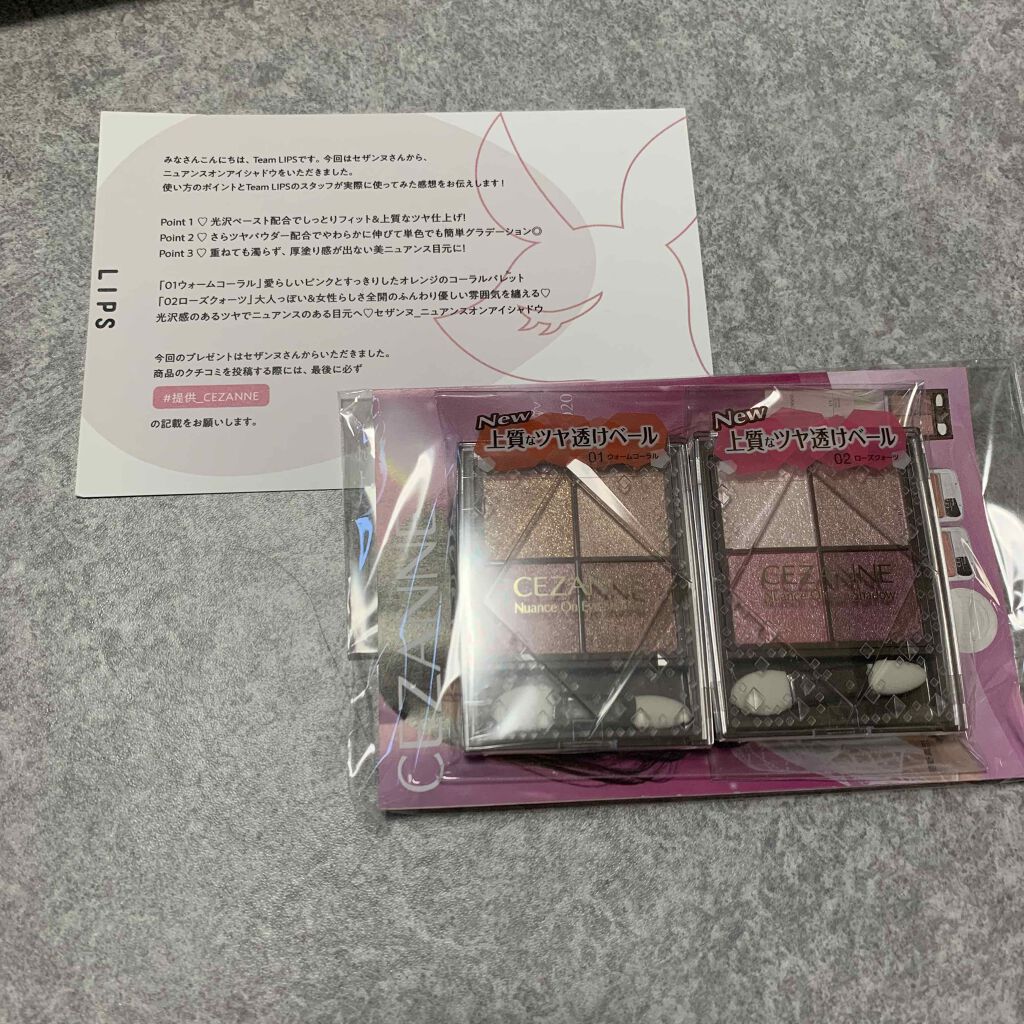 みなさんこんにちは、Team LIPSです。今回はセザンヌさんから、
ニュアンスオンアイシャドウをいただきました。
使い方のポイントとTeam LIPSのスタッフが実際に使ってみた感想をお伝えします!
Point 1 ♡ 光沢ペースト配合でしっとりフィット&上質なツヤ仕上げ!
Point 2 ♡ さらツヤパウダー配合でやわらかに伸びて単色でも簡単グラデーション◎
Point 3 ♡ 重ねても濁らず、厚塗り感が出ない美ニュアンス目元に!
「01ウォームコーラル」愛らしいピンクとすっきりしたオレンジのコーラルパレット
「02ローズクォーツ」大人っぽい&女性らしさ全開のふんわり優しい雰囲気を纏える♡
光沢感のあるツヤでニュアンスのある目元へ♡セザンヌ_ニュアンスオンアイシャドウ
今回のプレゼントはセザンヌさんからいただきました。
商品のクチコミを投稿する際には、最後に必ず
#提供_CEZANNE
の記載をお願いします。
LIPS
New
上質なツヤ透けベール
01 ウォームコーラル
CEZANNE
Nuance On Eyeshadow
New
上質なツヤ透けベール
02 ローズクォーツ
CEZANNE
Nuance On Eyeshadow
CEZANNE